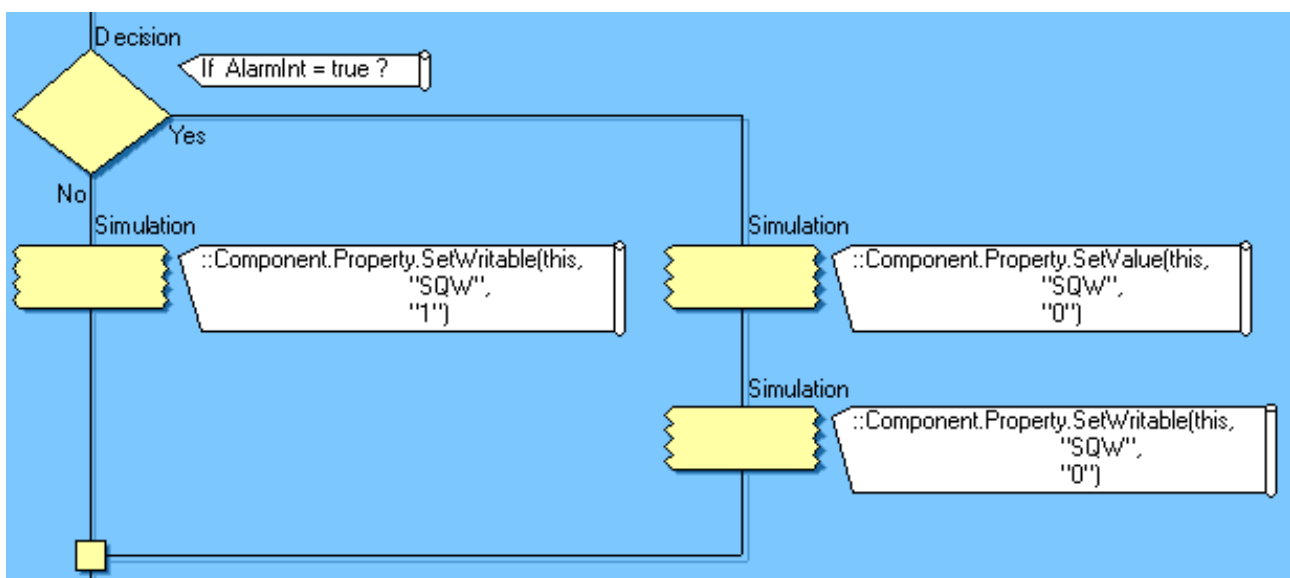 Decision
If AlarmInt = true ?
Yes
No
Simulation
::Component.Property.SetWritable(this,
"SQW",
"1")
Simulation
::Component.Property.SetValue(this,
"SQW",
"0")
Simulation
::Component.Property.SetWritable(this,
"SQW",
"0")